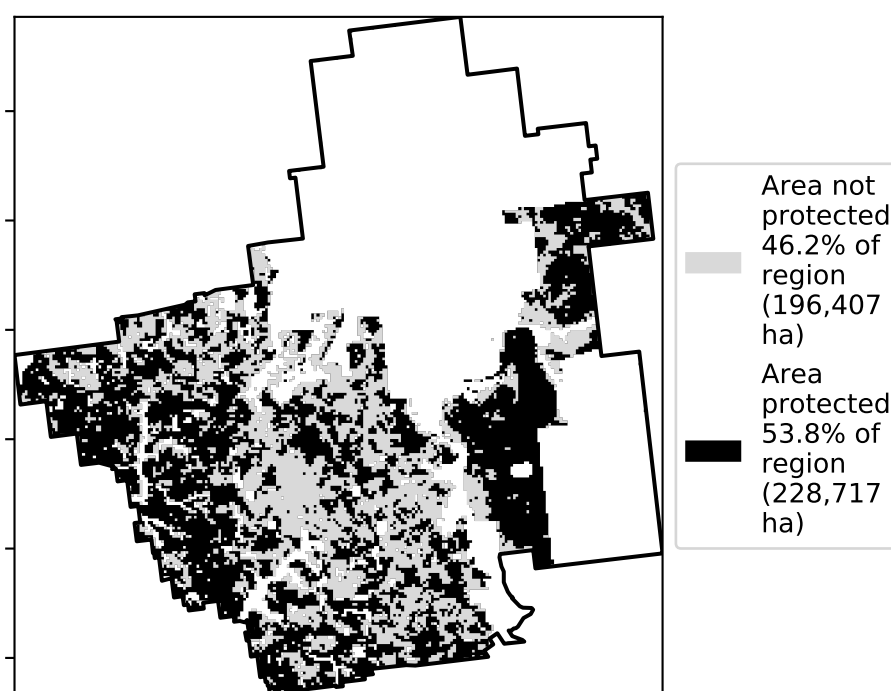 Area not
protected
46.2% of
region
(196,407
ha)
Area
protected
53.8% of
region
(228,717
ha)